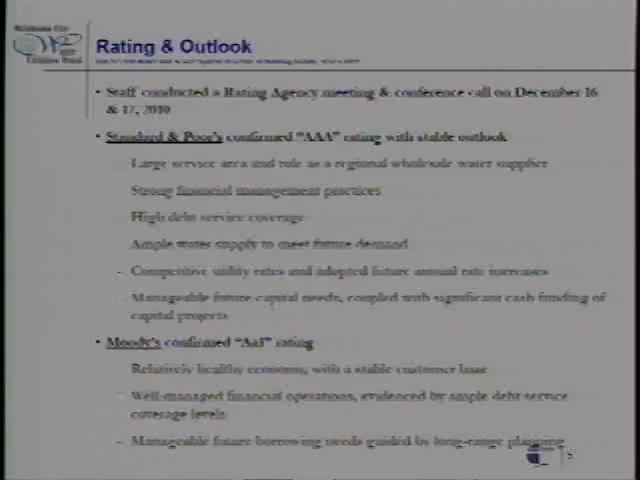 Oklahoma City
Utilities Trust
Rating & Outlook
• Staff conducted a Rating Agency meeting & conference call on December 16
& 17, 2010
• Standard & Poor's confirmed "AAA" rating with stable outlook
Large service area and role as a regional wholesale water supplier
Strong financial management practices
High debt service coverage
Ample water supply to meet future demand
- Competitive utility rates and adopted future annual rate increases
- Manageable future capital needs, coupled with significant cash funding of
capital projects
• Moody's confirmed "Aa1" rating
Relatively healthy economy, with a stable customer base
- Well-managed financial operations, evidenced by ample debt service
coverage levels
- Manageable future borrowing needs guided by long-range planning